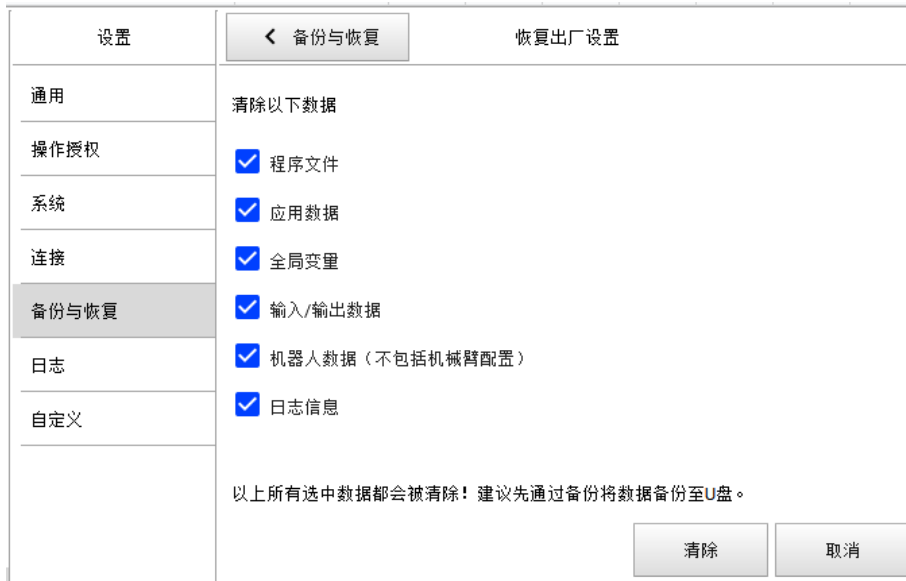 设置
备份与恢复
恢复出厂设置
通用
操作授权
系统
连接
备份与恢复
日志
自定义
清除以下数据
程序文件
应用数据
全局变量
输入/输出数据
机器人数据（不包括机械臂配置）
日志信息
以上所有选中数据都会被清除！建议先通过备份将数据备份至U盘。
清除
取消